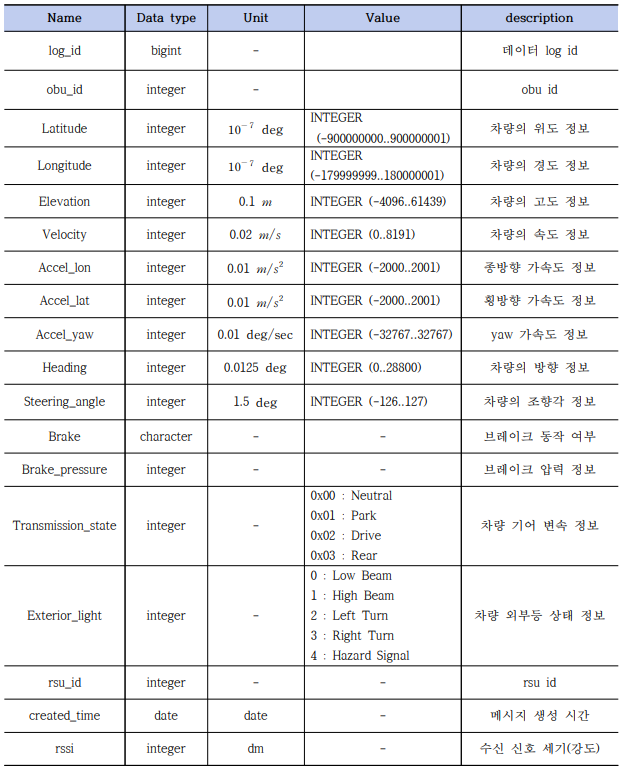 Name Data type Unit Value description
log_id bigint - 데이터 log id
obu_id integer - obu id
Latitude integer 10⁻⁷ deg INTEGER (-900000000..900000001) 차량의 위도 정보
Longitude integer 10⁻⁷ deg INTEGER (-179999999..180000001) 차량의 경도 정보
Elevation integer 0.1 m INTEGER (-4096..61439) 차량의 고도 정보
Velocity integer 0.02 m/s INTEGER (0..8191) 차량의 속도 정보
Accel_lon integer 0.01 m/s² INTEGER (-2000..2001) 종방향 가속도 정보
Accel_lat integer 0.01 m/s² INTEGER (-2000..2001) 횡방향 가속도 정보
Accel_yaw integer 0.01 deg/sec INTEGER (-32767..32767) yaw 가속도 정보
Heading integer 0.0125 deg INTEGER (0..28800) 차량의 방향 정보
Steering_angle integer 1.5 deg INTEGER (-126..127) 차량의 조향각 정보
Brake character - - 브레이크 동작 여부
Brake_pressure integer - - 브레이크 압력 정보
Transmission_state integer - 0x00 : Neutral
0x01 : Park
0x02 : Drive
0x03 : Rear
차량 기어 변속 정보
Exterior_light integer - 0 : Low Beam
1 : High Beam
2 : Left Turn
3 : Right Turn
4 : Hazard Signal
차량 외부등 상태 정보
rsu_id integer - - rsu id
created_time date date - 메시지 생성 시간
rssi integer dm - 수신 신호 세기(강도)